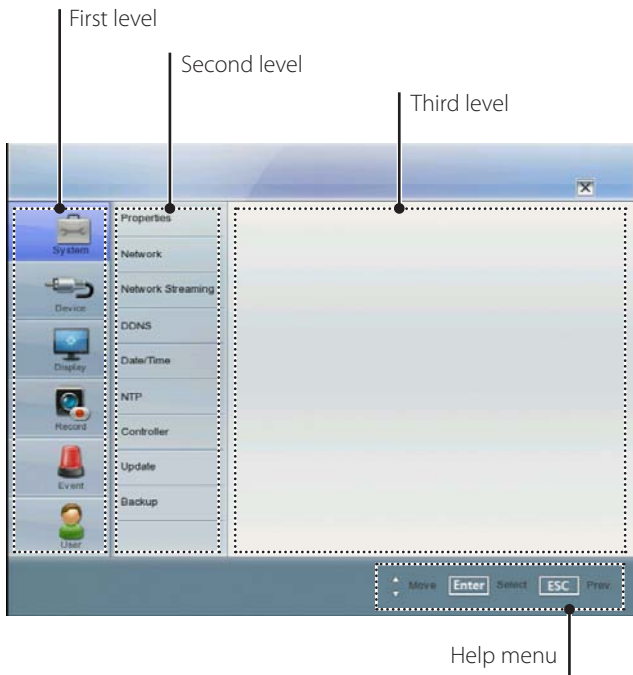 First level
Second level
Third level
System
Device
Display
Record
Event
User
Properties
Network
Network Streaming
DDNS
Date/Time
NTP
Controller
Update
Backup
Move Enter Select ESC Prev.
Help menu